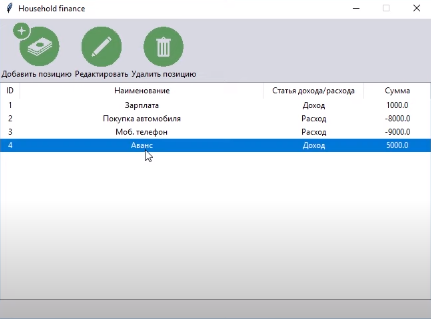 Household finance
Добавить позицию Редактировать Удалить позицию
ID Наименование Статья дохода/расхода Сумма
1 Зарплата Доход 1000.0
2 Покупка автомобиля Расход -8000.0
3 Моб. телефон Расход -9000.0
4 Аванс Доход 5000.0